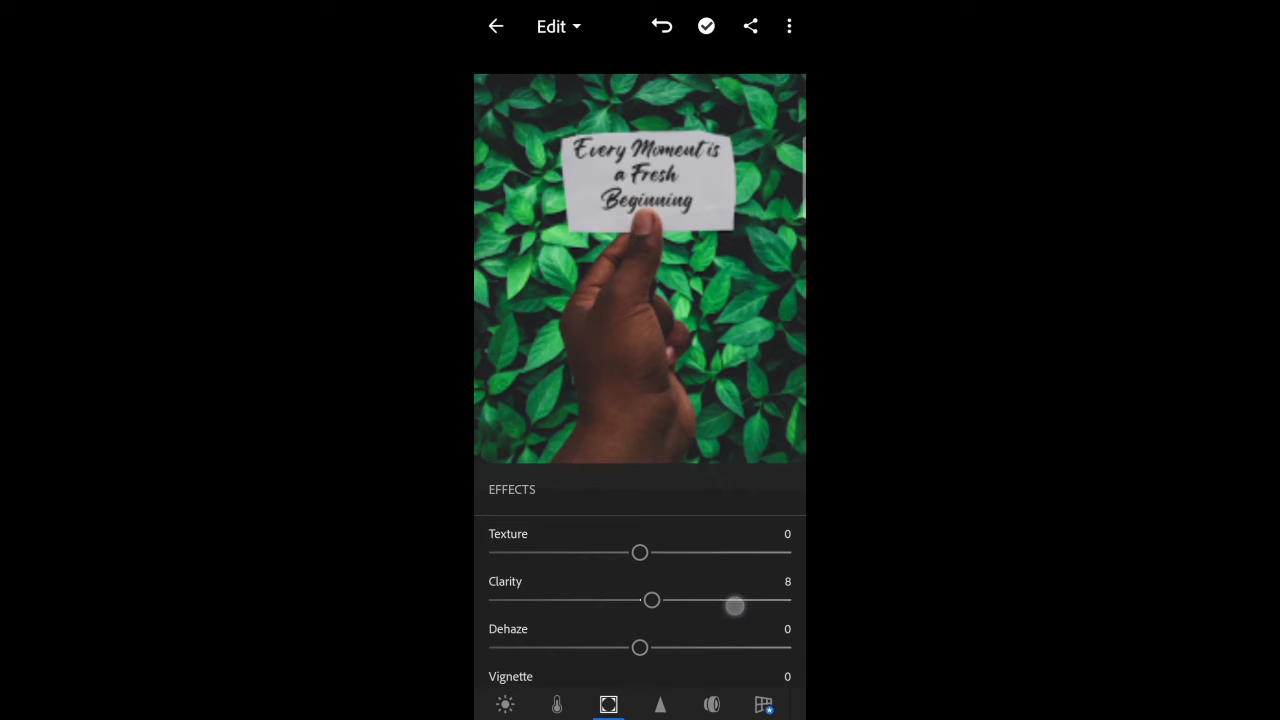 Edit
Every Moment is
a Fresh
Beginning
EFFECTS
Texture 0
Clarity 8
Dehaze 0
Vignette 0